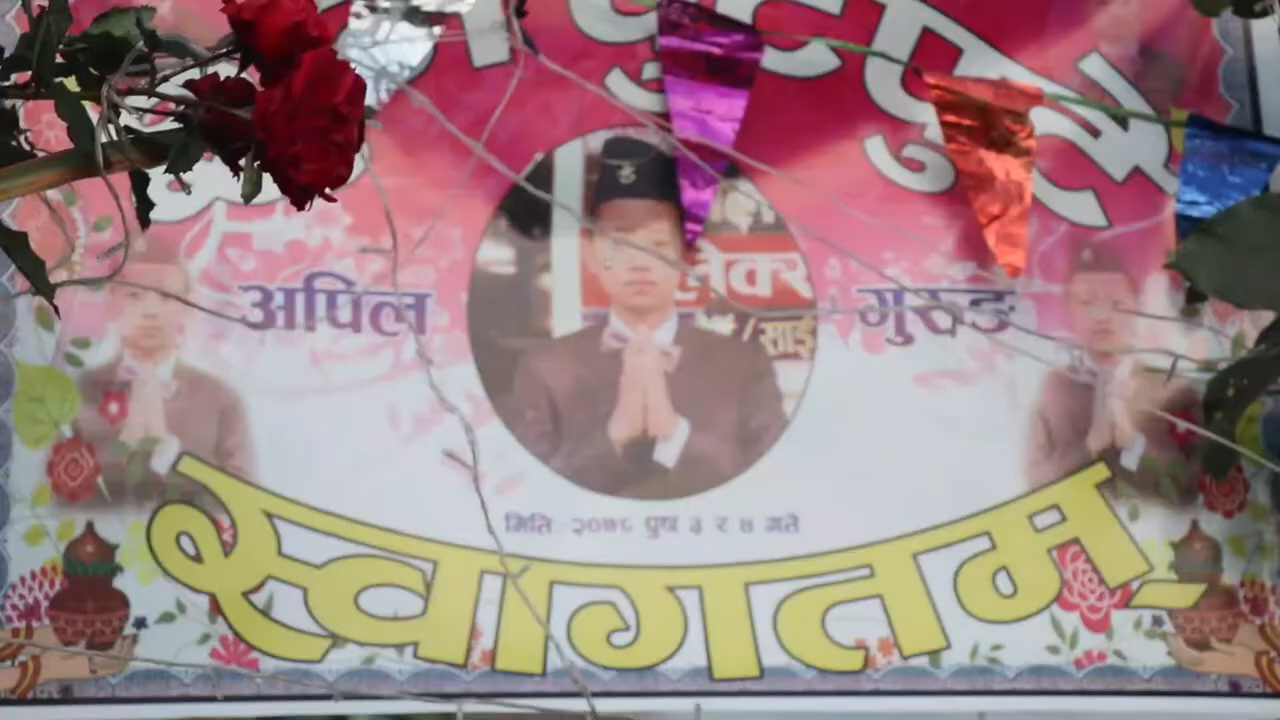 अपिल गुरुङ
लेक्र
/साई
मिति २०७८ पुष ३ र ४ गते
स्वागतम्